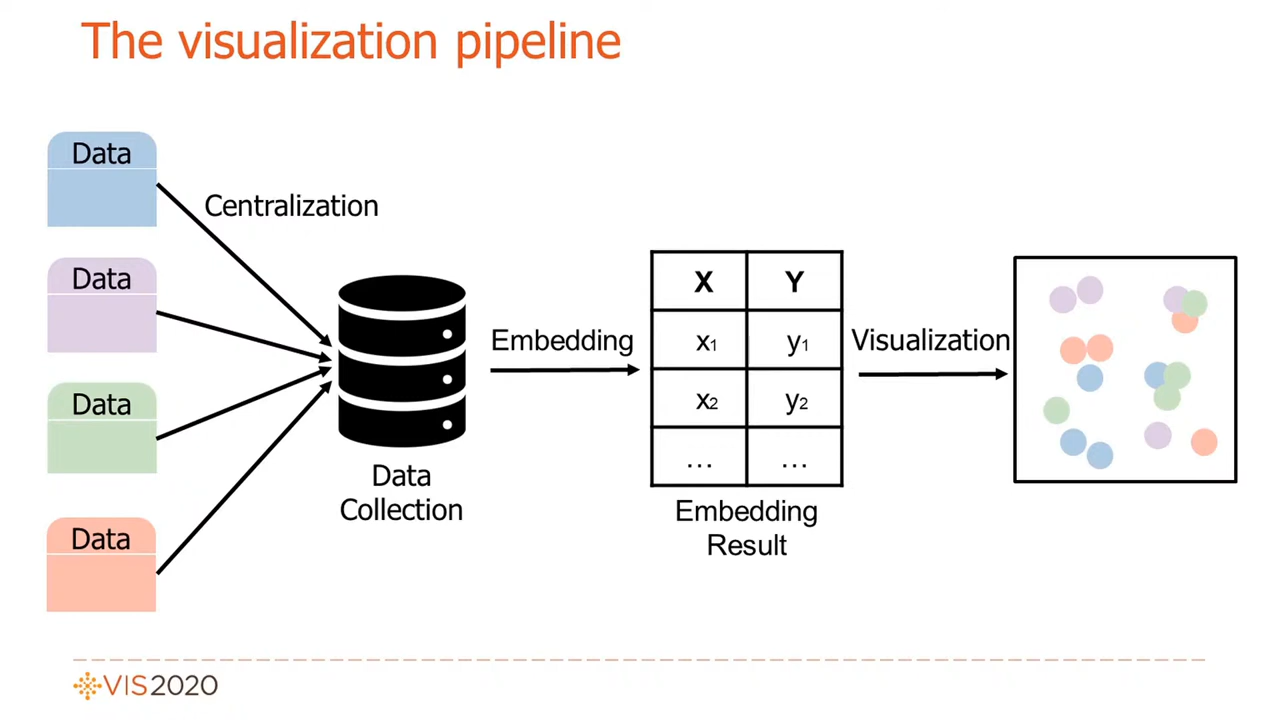 The visualization pipeline
Data
Centralization
Data
Data
Data
Data
Collection
Embedding
X Y
x1 y1
x2 y2
... ...
Embedding
Result
Visualization
VIS2020